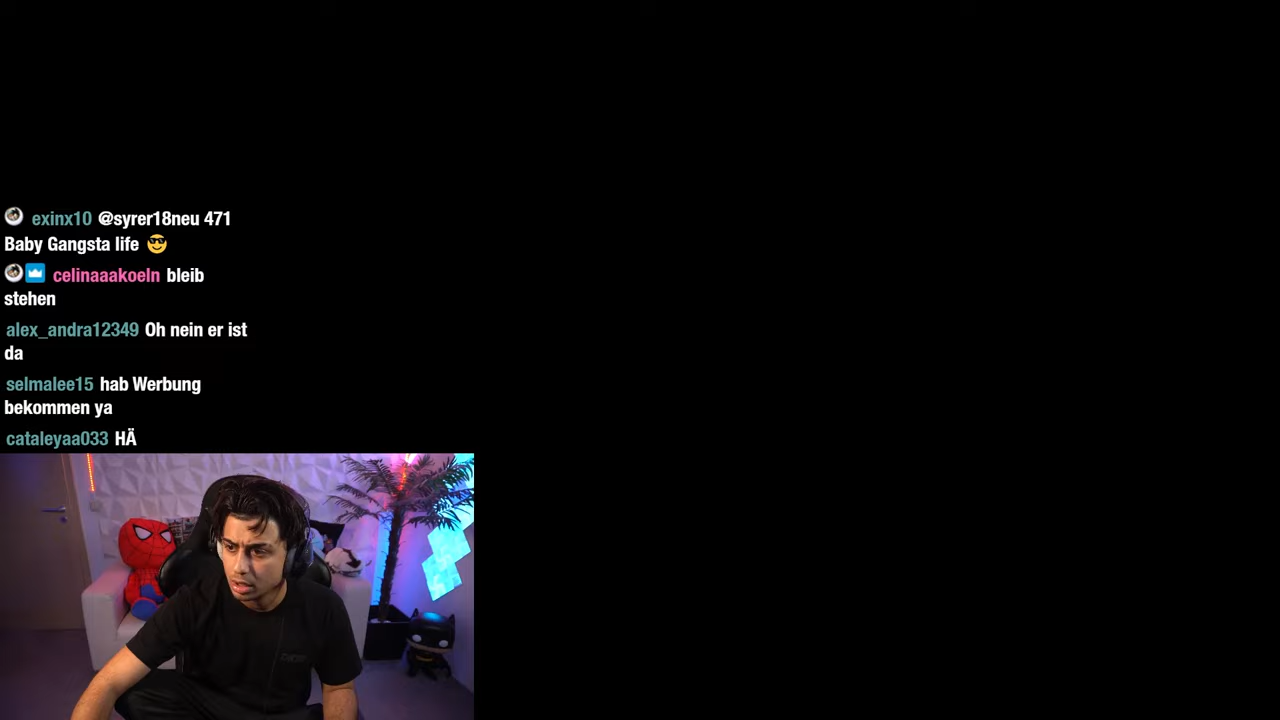 exinx10 @syrer18neu 471
Baby Gangsta life 😎
celinaaakoeln bleib
stehen
alex_andra12349 Oh nein er ist
da
selmalee15 hab Werbung
bekommen ya
cataleyaa033 HÄ